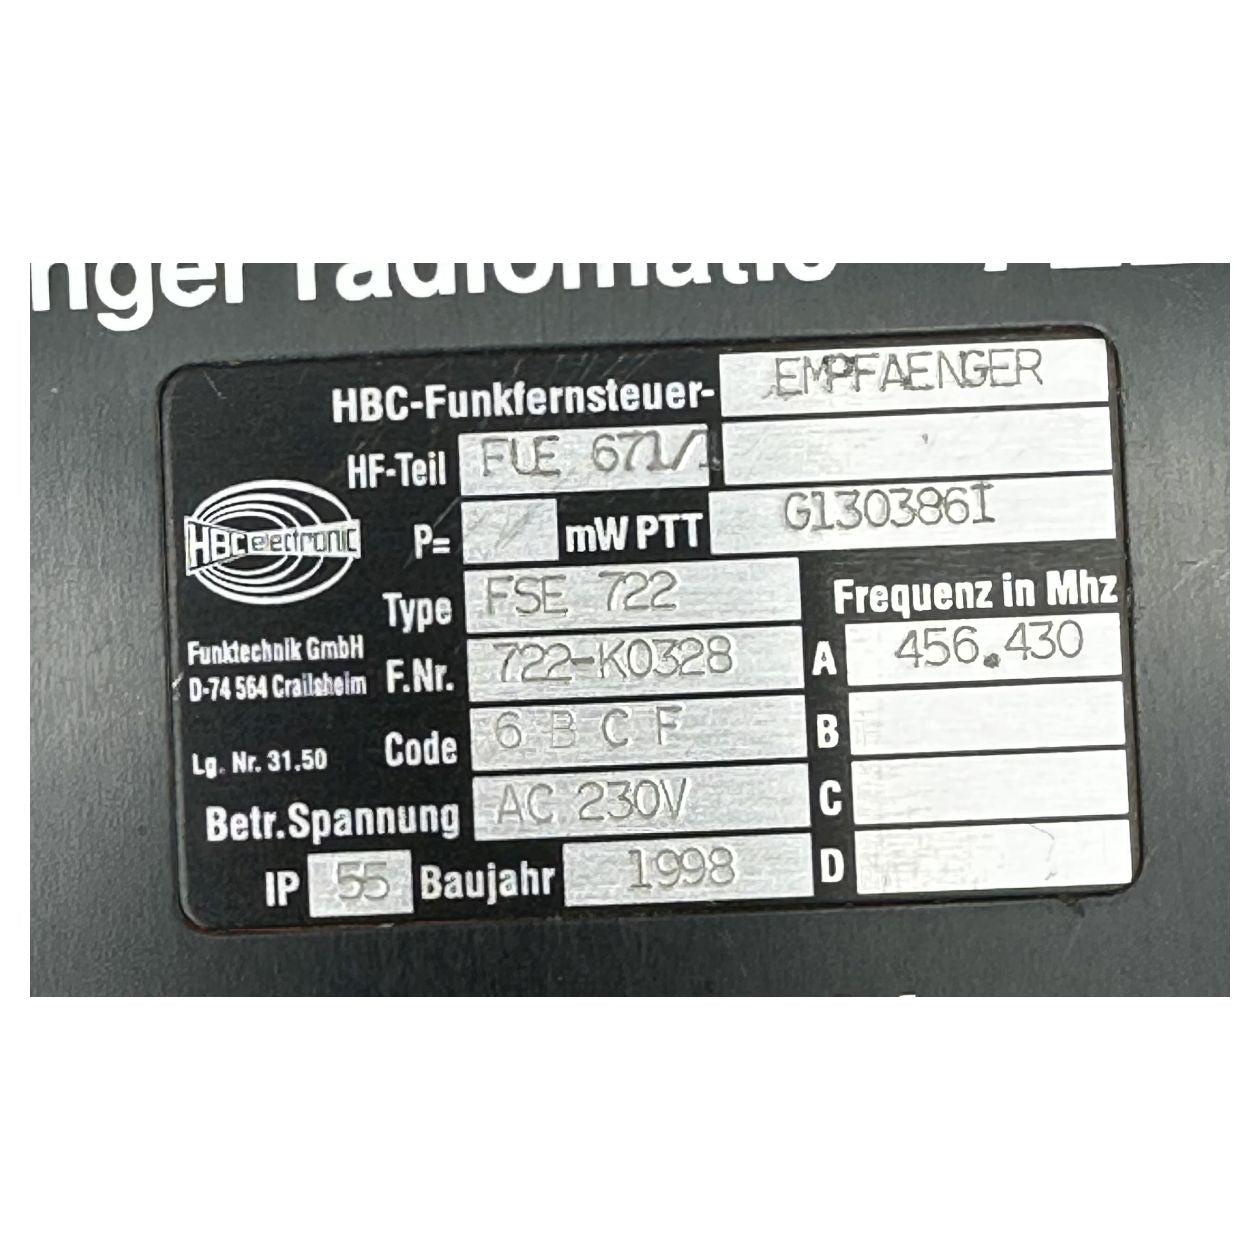 nger radiomatic
HBC-Funkfernsteuer- EMPFAENGER
HF-Teil FUE 671/1
P= / mW PTT G130386I
Type FSE 722 Frequenz in Mhz
F.Nr. 722-K0328 A 456.430
Code 6 B C F B
Betr.Spannung AC 230V C
IP 55 Baujahr 1998 D
HBC electronic
Funktechnik GmbH
D-74 564 Crailsheim
Lg. Nr. 31.50